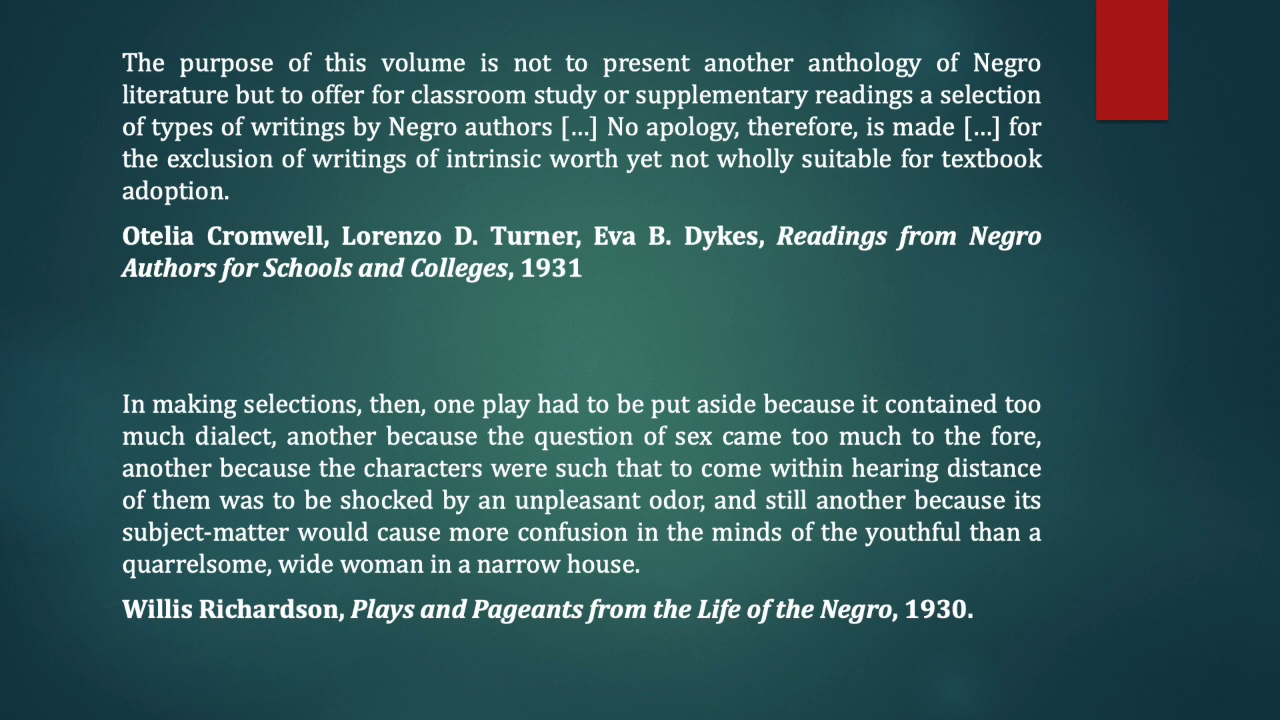 The purpose of this volume is not to present another anthology of Negro
literature but to offer for classroom study or supplementary readings a selection
of types of writings by Negro authors [...] No apology, therefore, is made [...] for
the exclusion of writings of intrinsic worth yet not wholly suitable for textbook
adoption.
Otelia Cromwell, Lorenzo D. Turner, Eva B. Dykes, Readings from Negro
Authors for Schools and Colleges, 1931
In making selections, then, one play had to be put aside because it contained too
much dialect, another because the question of sex came too much to the fore,
another because the characters were such that to come within hearing distance
of them was to be shocked by an unpleasant odor, and still another because its
subject-matter would cause more confusion in the minds of the youthful than a
quarrelsome, wide woman in a narrow house.
Willis Richardson, Plays and Pageants from the Life of the Negro, 1930.